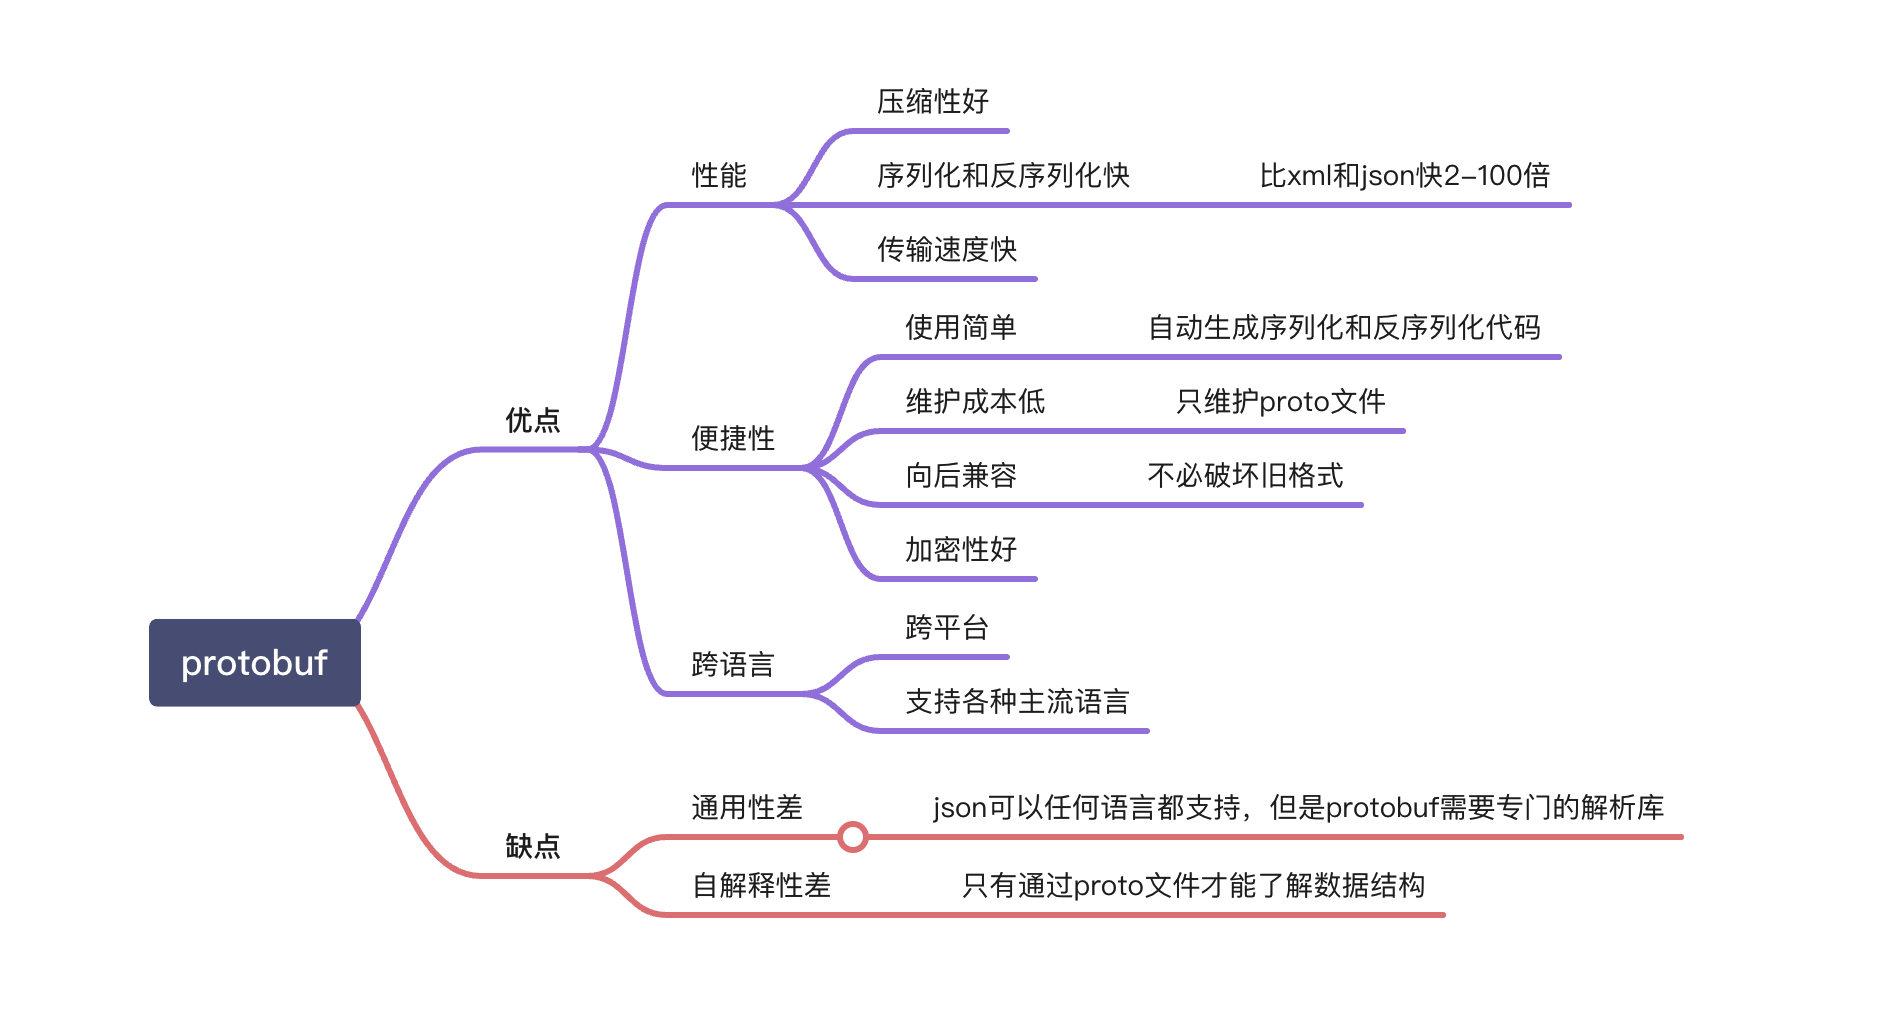 压缩性好
性能
序列化和反序列化快
比xml和json快2-100倍
传输速度快
使用简单
自动生成序列化和反序列化代码
优点
便捷性
维护成本低
只维护proto文件
向后兼容
不必破坏旧格式
加密性好
跨平台
protobuf
跨语言
支持各种主流语言
通用性差
json可以任何语言都支持，但是protobuf需要专门的解析库
缺点
自解释性差
只有通过proto文件才能了解数据结构